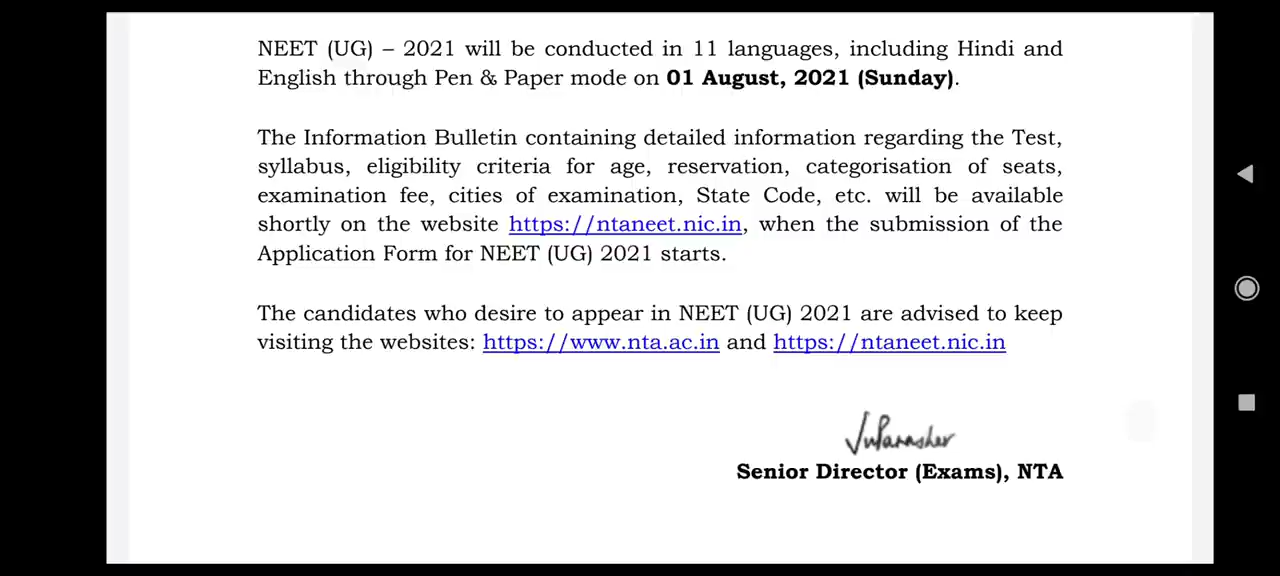 NEET (UG) – 2021 will be conducted in 11 languages, including Hindi and
English through Pen & Paper mode on 01 August, 2021 (Sunday).
The Information Bulletin containing detailed information regarding the Test,
syllabus, eligibility criteria for age, reservation, categorisation of seats,
examination fee, cities of examination, State Code, etc. will be available
shortly on the website https://ntaneet.nic.in, when the submission of the
Application Form for NEET (UG) 2021 starts.
The candidates who desire to appear in NEET (UG) 2021 are advised to keep
visiting the websites: https://www.nta.ac.in and https://ntaneet.nic.in
Senior Director (Exams), NTA